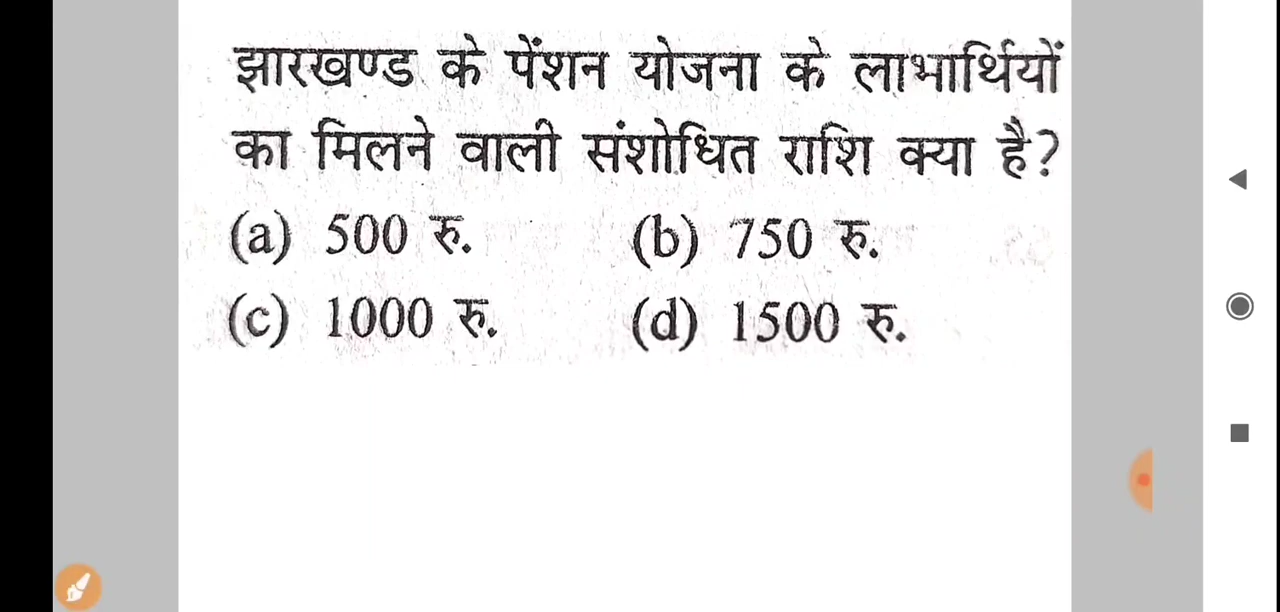 झारखण्ड के पेंशन योजना के लाभार्थियों
का मिलने वाली संशोधित राशि क्या है?
(a) 500 रु. (b) 750 रु.
(c) 1000 रु. (d) 1500 रु.